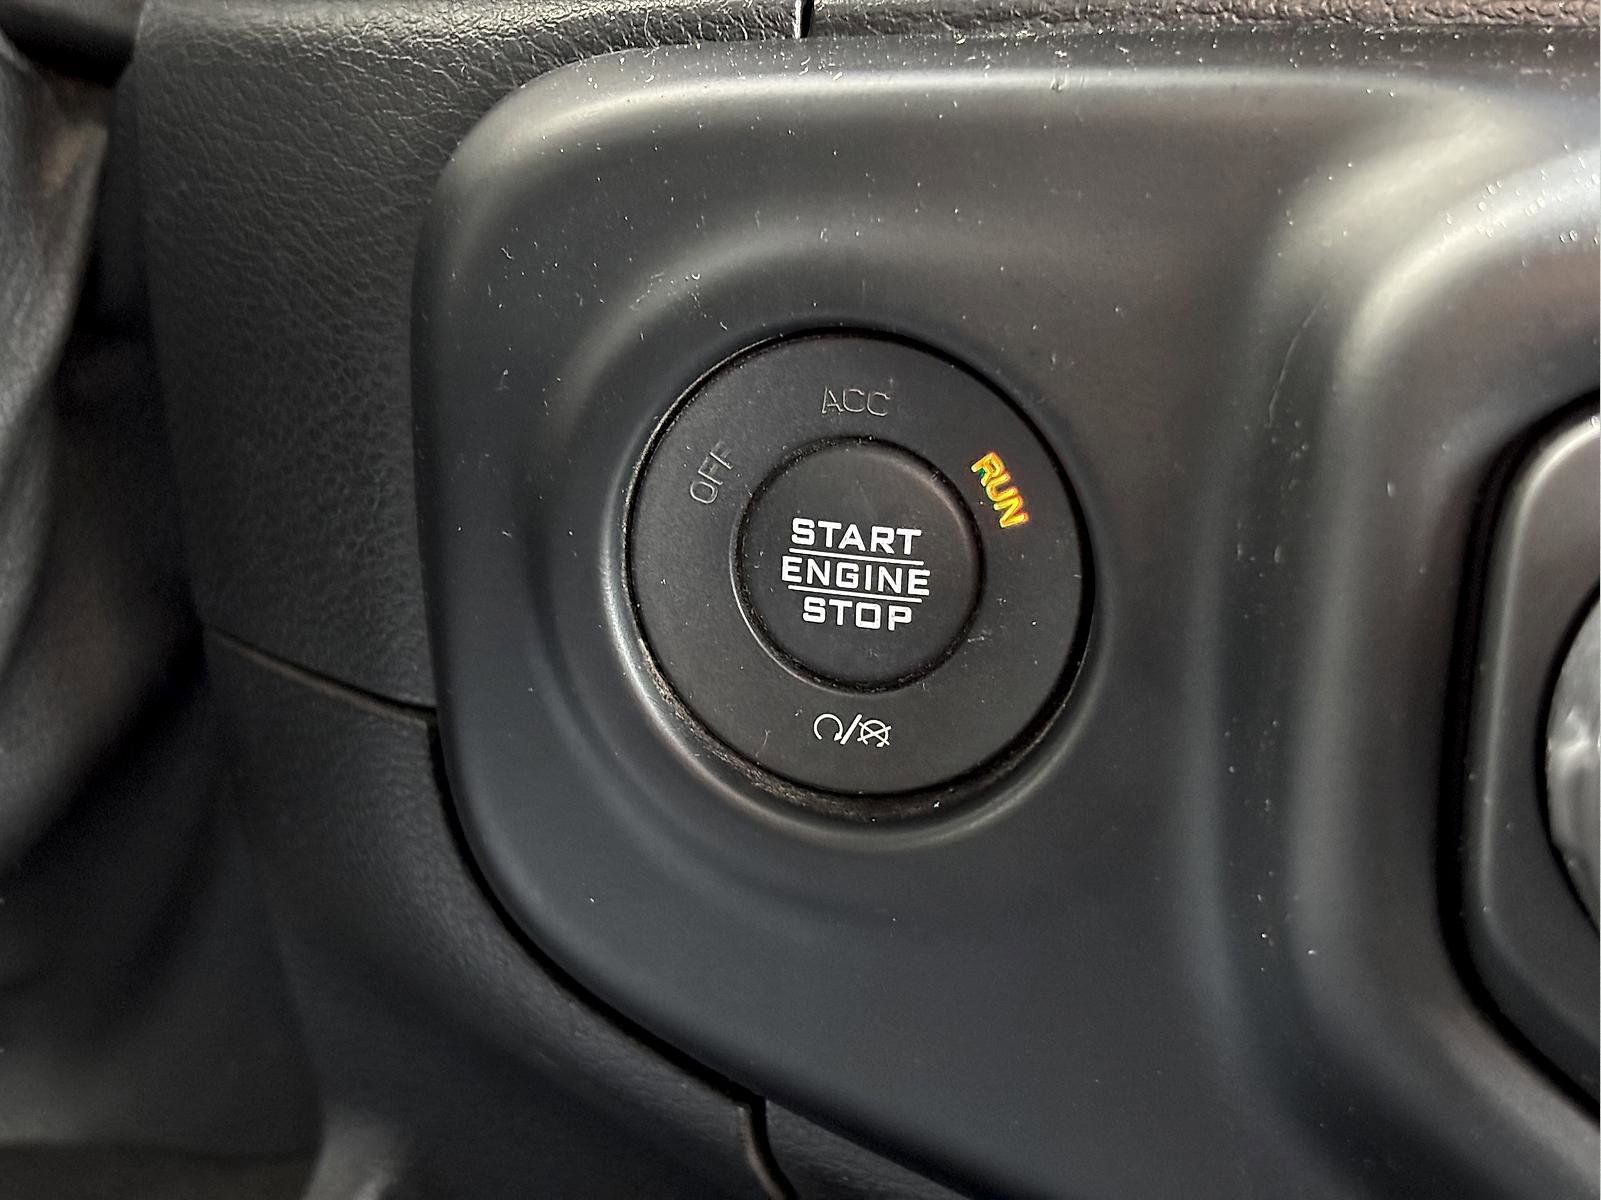 ACC
OFF
RUN
START
ENGINE
STOP